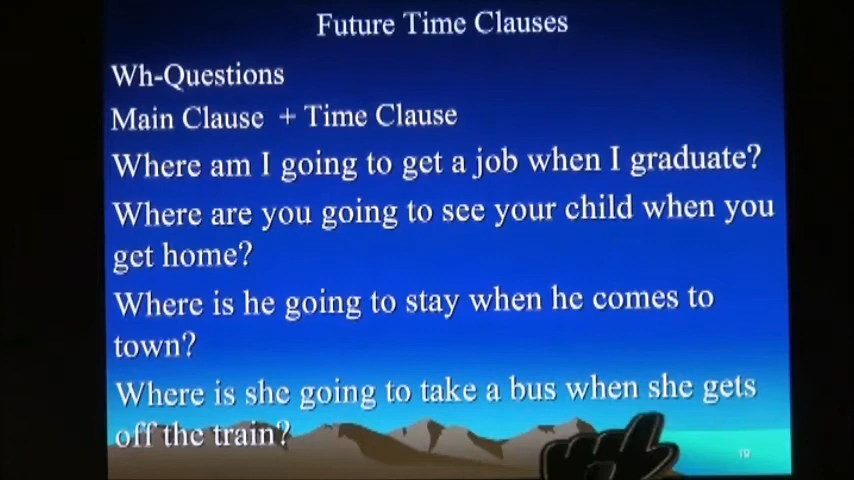 Future Time Clauses
Wh-Questions
Main Clause + Time Clause
Where am I going to get a job when I graduate?
Where are you going to see your child when you
get home?
Where is he going to stay when he comes to
town?
Where is she going to take a bus when she gets
off the train?
19